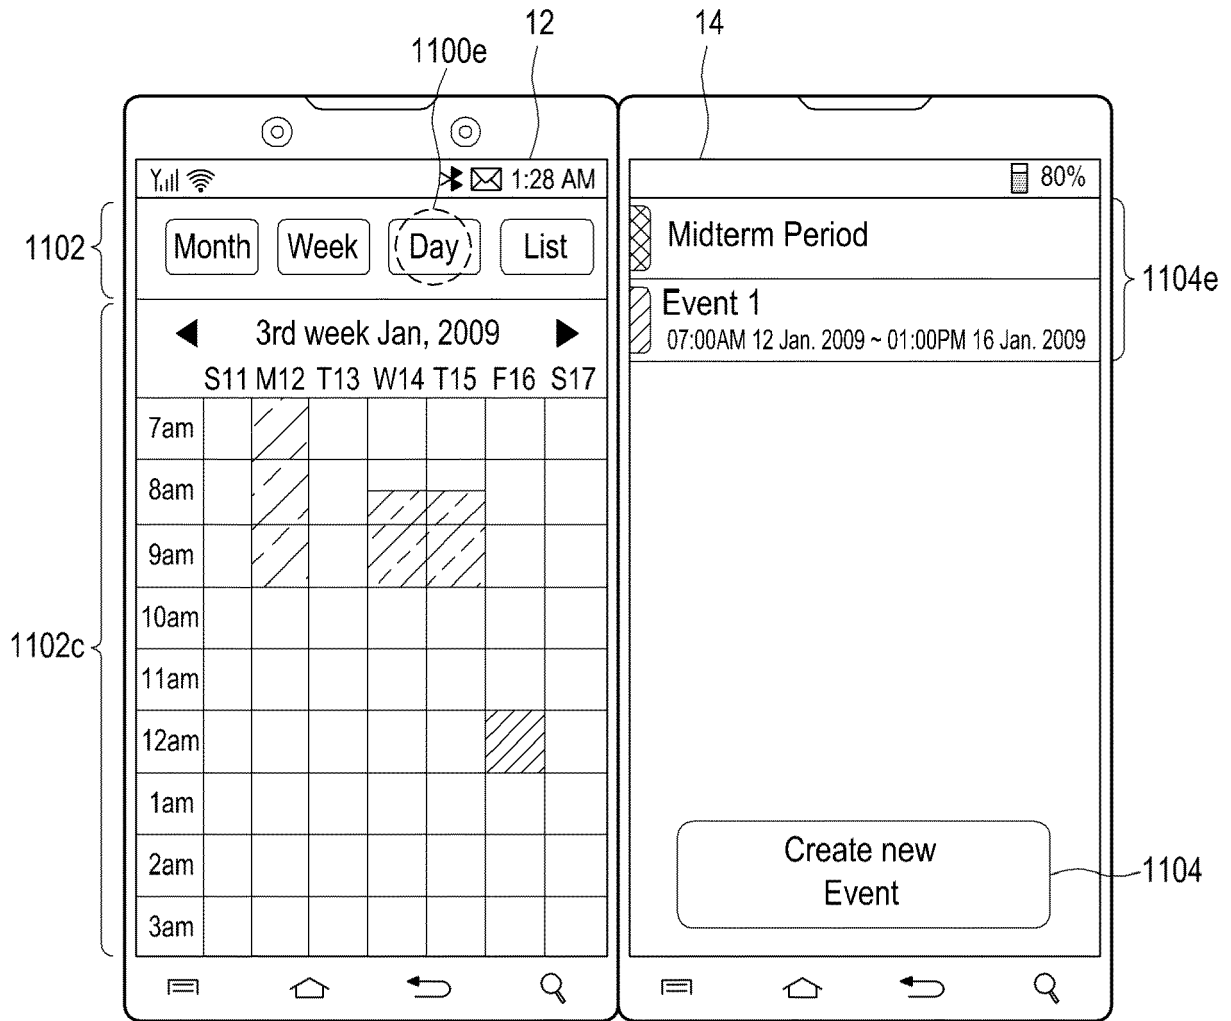 12
14
1100e
1:28 AM
80%
1102
Month Week Day List
Midterm Period
1104e
Event 1
07:00AM 12 Jan. 2009 ~ 01:00PM 16 Jan. 2009
3rd week Jan, 2009
S11 M12 T13 W14 T15 F16 S17
7am
8am
9am
10am
1102c
11am
12am
1am
2am
3am
Create new
Event
1104